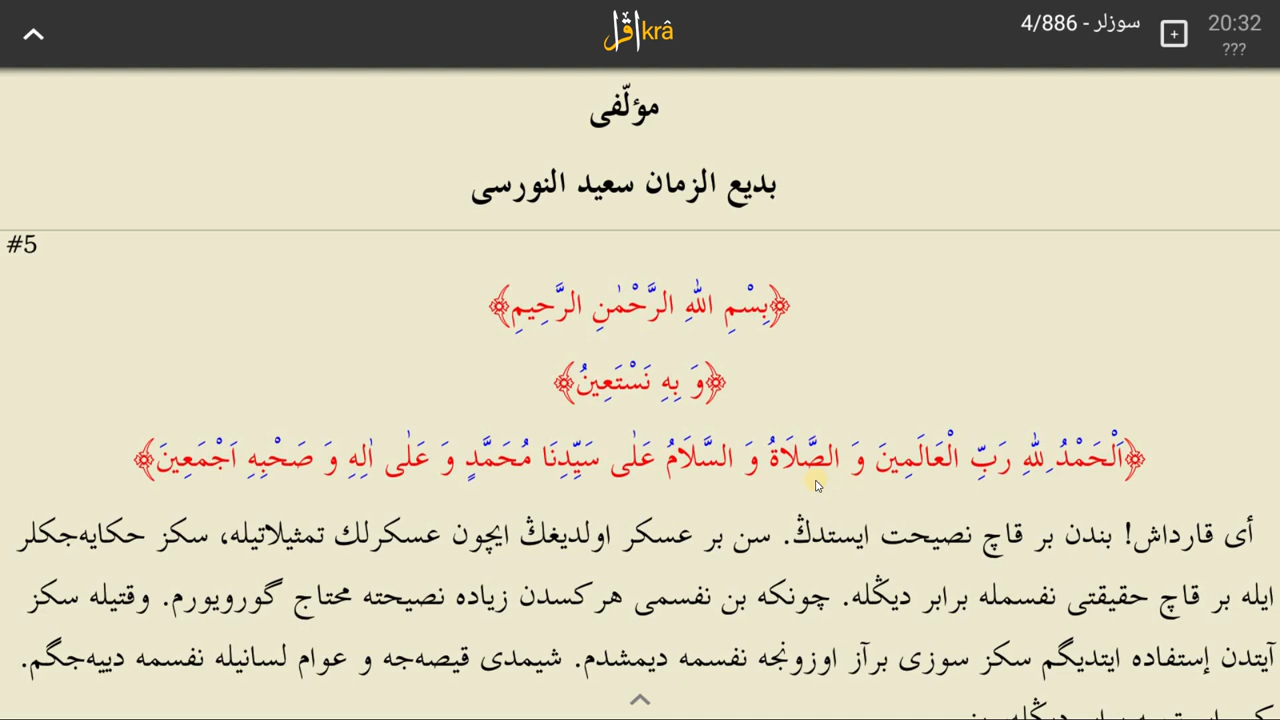 20:32
سوزلر - 4/886
اقرأ krâ
???
مؤلّفى
بديع الزمان سعيد النورسى
#5
﴿بِسْمِ اللّٰهِ الرَّحْمٰنِ الرَّحِيمِ﴾
﴿وَ بِهِ نَسْتَعِينُ﴾
﴿اَلْحَمْدُ لِلّٰهِ رَبِّ الْعَالَمِينَ وَ الصَّلَاةُ وَ السَّلَامُ عَلٰى سَيِّدِنَا مُحَمَّدٍ وَ عَلٰى اٰلِهِ وَ صَحْبِهِ اَجْمَعِينَ﴾
أى قارداش! بندن بر قاچ نصيحت ايستدڭ. سن بر عسكر اولديغڭ ايچون عسكرلك تمثيلاتيله، سكز حكايه‌جكلر
ايله بر قاچ حقيقتى نفسمله برابر ديڭله. چونكه بن نفسمى هركسدن زياده نصيحته محتاج گورويورم. وقتيله سكز
آيتدن إستفاده ايتديگم سكز سوزى برآز اوزونجه نفسمه ديمشدم. شيمدى قيصه‌جه و عوام لسانيله نفسمه دييه‌جگم.